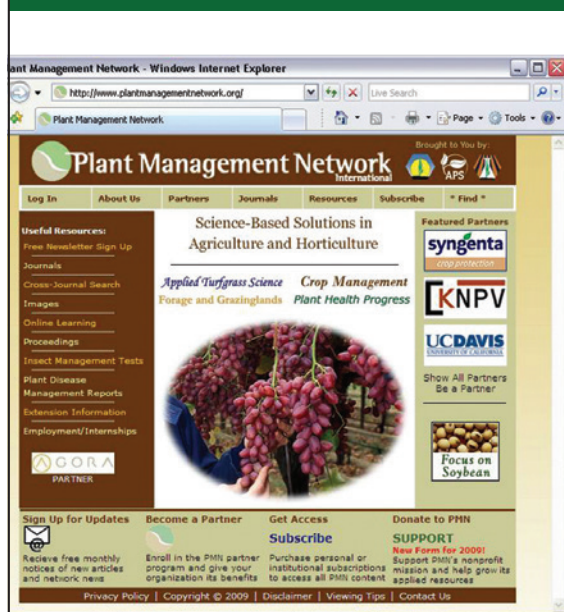 ant Management Network - Windows Internet Explorer
http://www.plantmanagementnetwork.org/
Live Search
Plant Management Network
Page
Tools
Brought to You by:
Plant Management Network
International
APS
Log In
About Us
Partners
Journals
Resources
Subscribe
* Find *
Useful Resources:
Free Newsletter Sign Up
Journals
Cross-Journal Search
Images
Online Learning
Proceedings
Insect Management Tests
Plant Disease
Management Reports
Extension Information
Employment/Internships
AGORA
PARTNER
Science-Based Solutions in
Agriculture and Horticulture
Applied Turfgrass Science
Crop Management
Forage and Grazinglands
Plant Health Progress
Featured Partners
syngenta
crop protection
KNPV
UCDAVIS
UNIVERSITY OF CALIFORNIA
Show All Partners
Be a Partner
Focus on
Soybean
Sign Up for Updates
Recieve free monthly
notices of new articles
and network news
Become a Partner
Enroll in the PMN partner
program and give your
organization its benefits
Get Access
Subscribe
Purchase personal or
institutional subscriptions
to access all PMN content
Donate to PMN
SUPPORT
New Form for 2009!
Support PMN's nonprofit
mission and help grow its
applied resources
Privacy Policy | Copyright © 2009 | Disclaimer | Viewing Tips | Contact Us